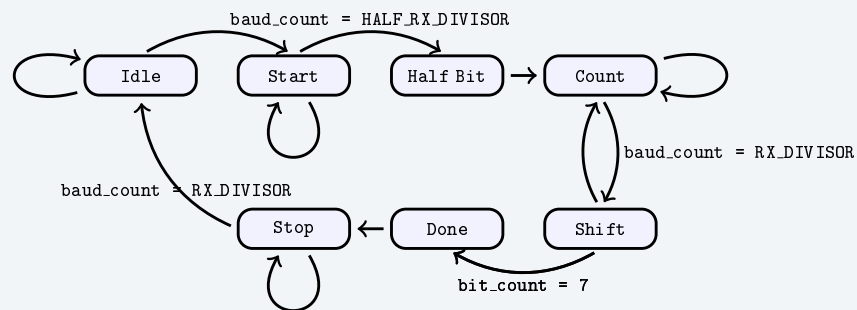 baud_count = HALF_RX_DIVISOR
Idle
Start
Half Bit
Count
baud_count = RX_DIVISOR
baud_count = RX_DIVISOR
Stop
Done
Shift
bit_count = 7